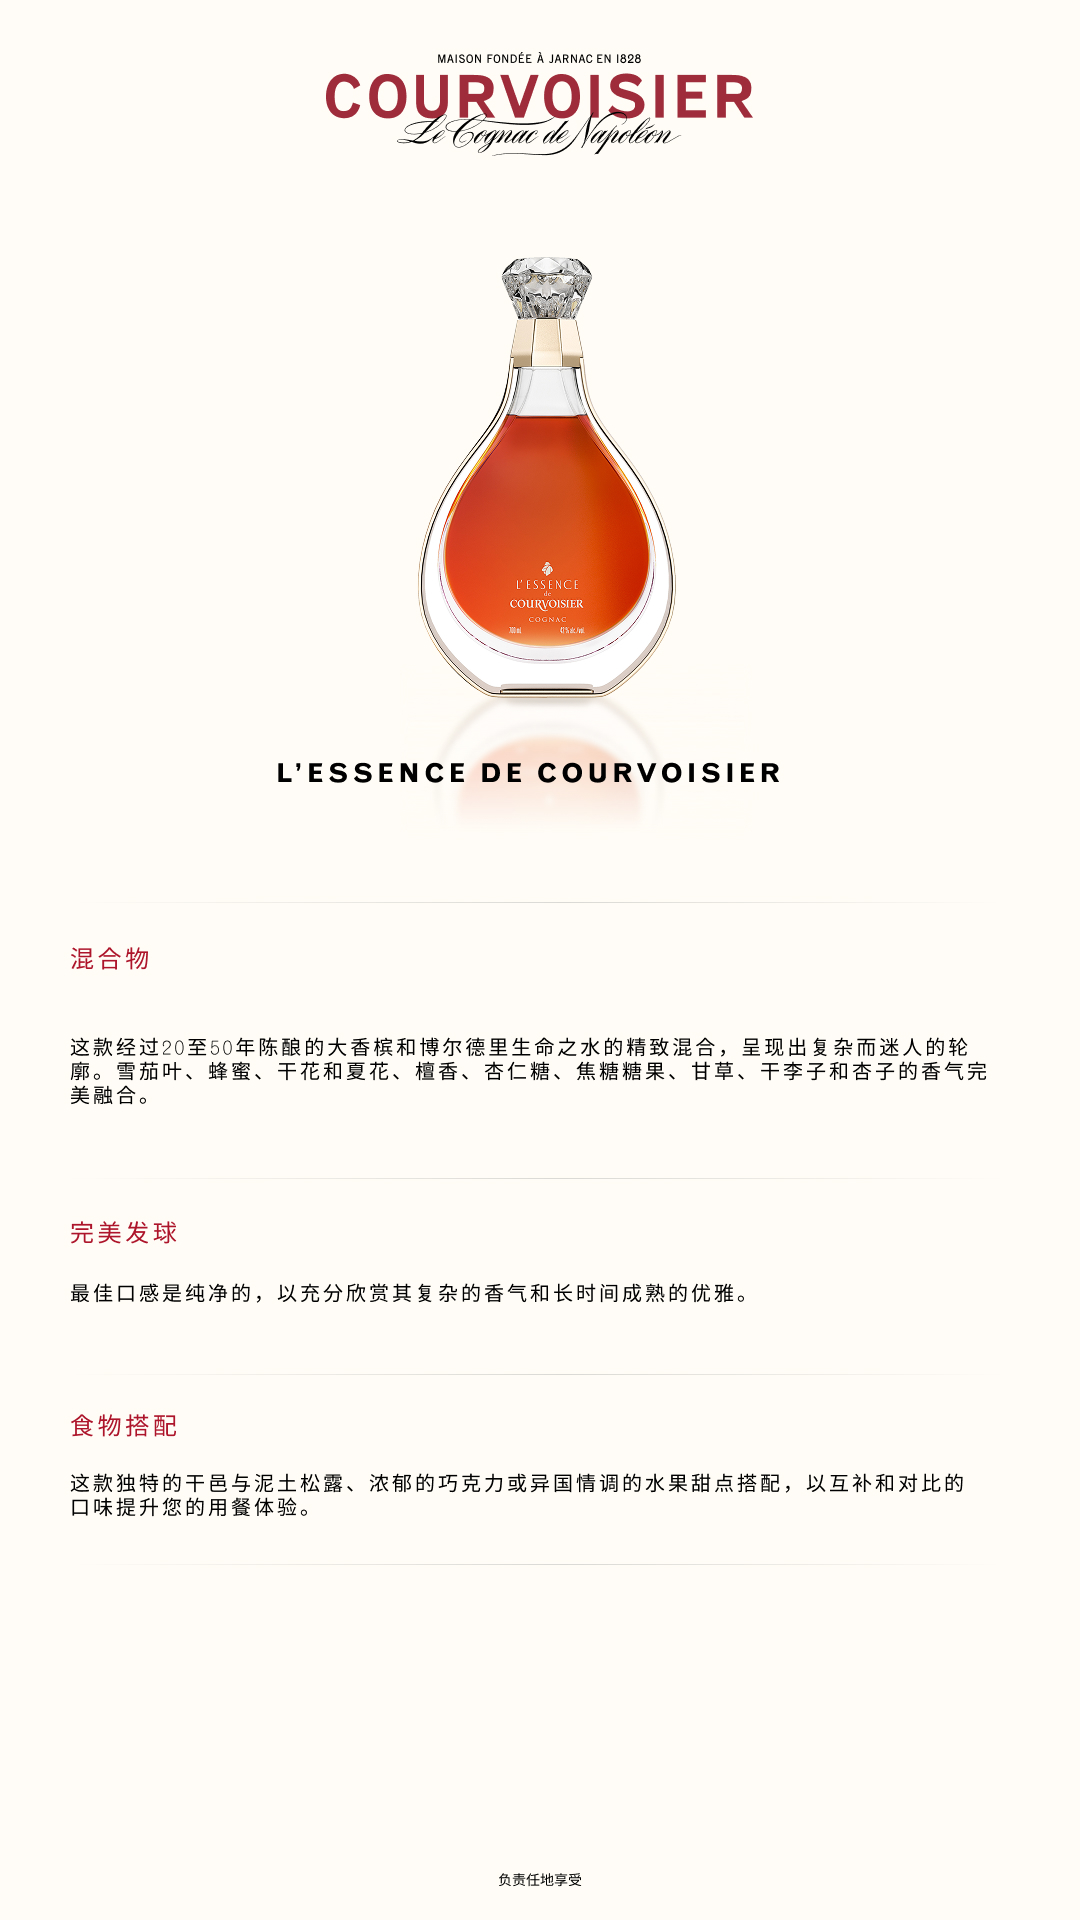 MAISON FONDÉE À JARNAC EN 1828
COURVOISIER
Le Cognac de Napoléon
L'ESSENCE
de
COURVOISIER
COGNAC
700 ml
42% alc./vol.
L'ESSENCE DE COURVOISIER
混合物
这款经过20至50年陈酿的大香槟和博尔德里生命之水的精致混合，呈现出复杂而迷人的轮
廓。雪茄叶、蜂蜜、干花和夏花、檀香、杏仁糖、焦糖糖果、甘草、干李子和杏子的香气完
美融合。
完美发球
最佳口感是纯净的，以充分欣赏其复杂的香气和长时间成熟的优雅。
食物搭配
这款独特的干邑与泥土松露、浓郁的巧克力或异国情调的水果甜点搭配，以互补和对比的
口味提升您的用餐体验。
负责任地享受